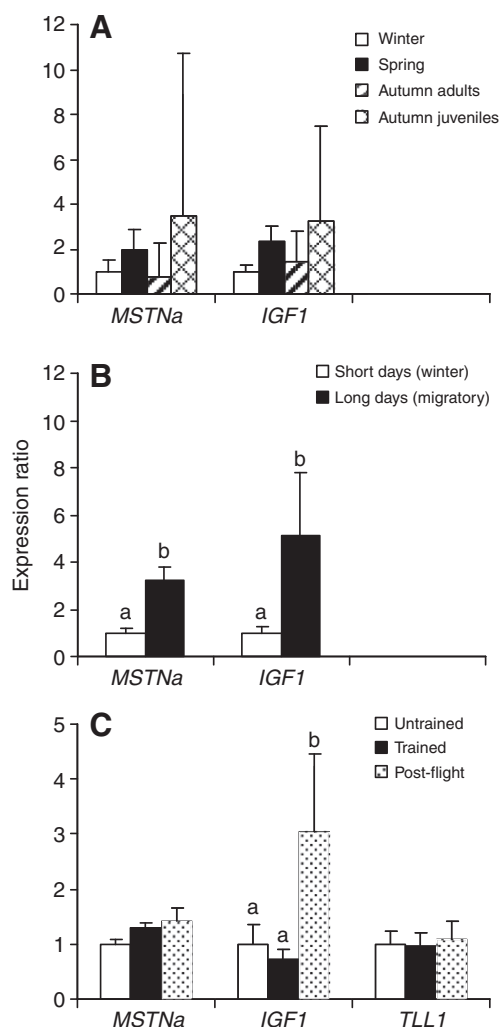 A
Winter
Spring
Autumn adults
Autumn juveniles
12
10
8
6
4
2
0
MSTNa IGF1
B
Short days (winter)
Long days (migratory)
Expression ratio
12
10
8
6
4
2
0
a b a b
MSTNa IGF1
C
Untrained
Trained
Post-flight
5
4
3
2
1
0
a a b
MSTNa IGF1 TLL1